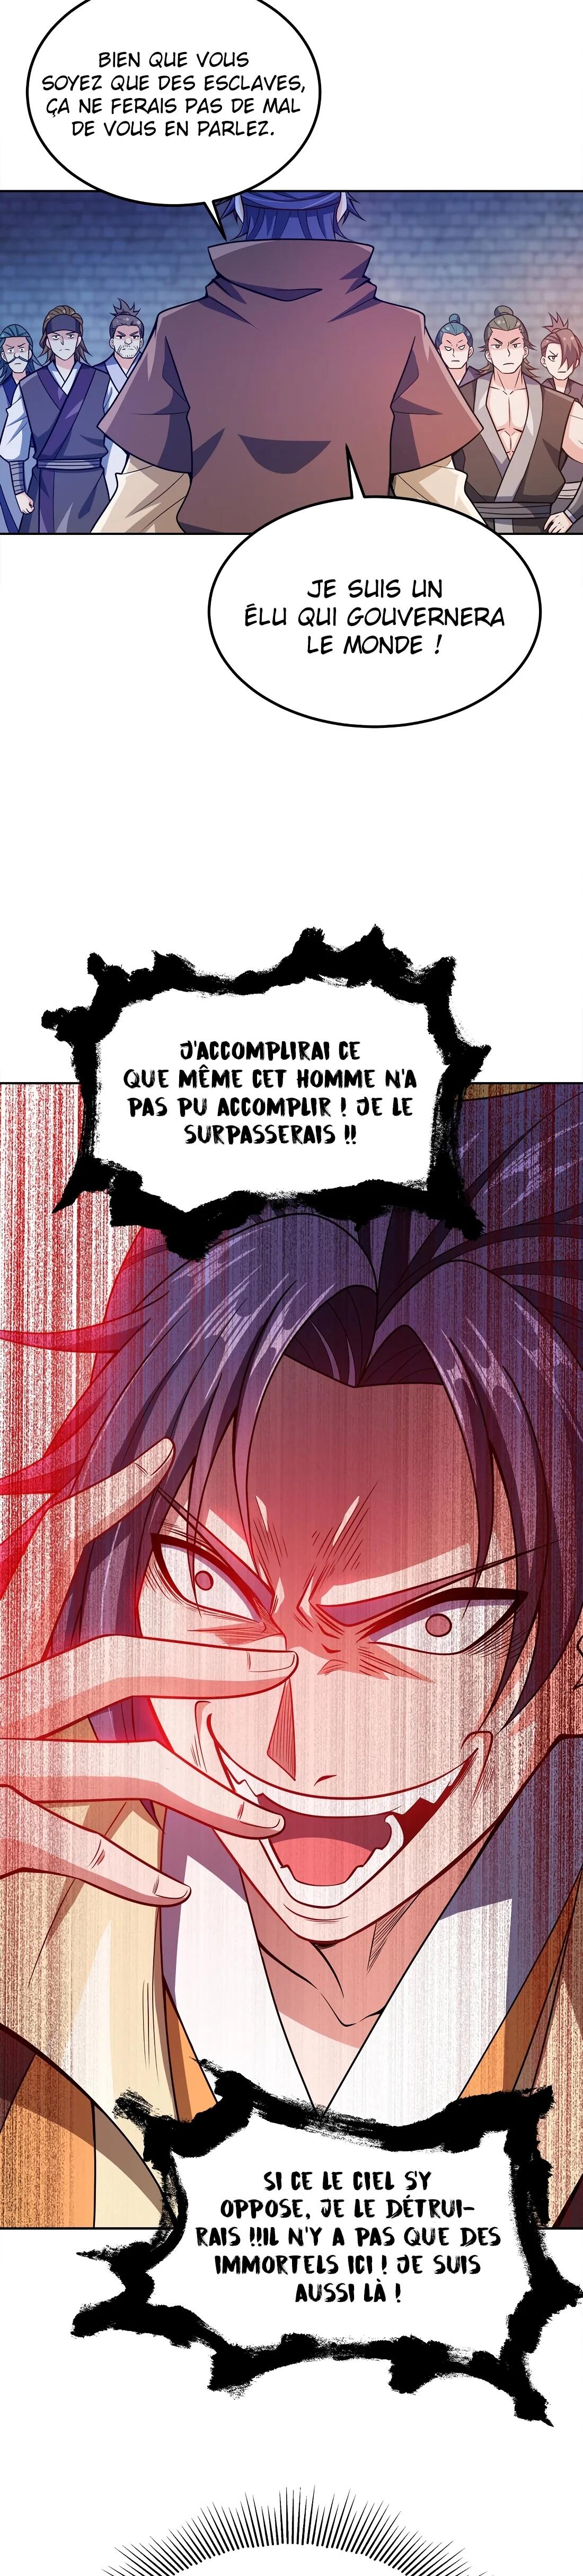 BIEN QUE VOUS
SOYEZ QUE DES ESCLAVES,
ÇA NE FERAIS PAS DE MAL
DE VOUS EN PARLEZ.
JE SUIS UN
ÉLU QUI GOUVERNERA
LE MONDE !
J'ACCOMPLIRAI CE
QUE MÊME CET HOMME N'A
PAS PU ACCOMPLIR ! JE LE
SURPASSERAIS !!
SI CE LE CIEL S'Y
OPPOSE, JE LE DÉTRUI-
RAIS !!IL N'Y A PAS QUE DES
IMMORTELS ICI ! JE SUIS
AUSSI LÀ !